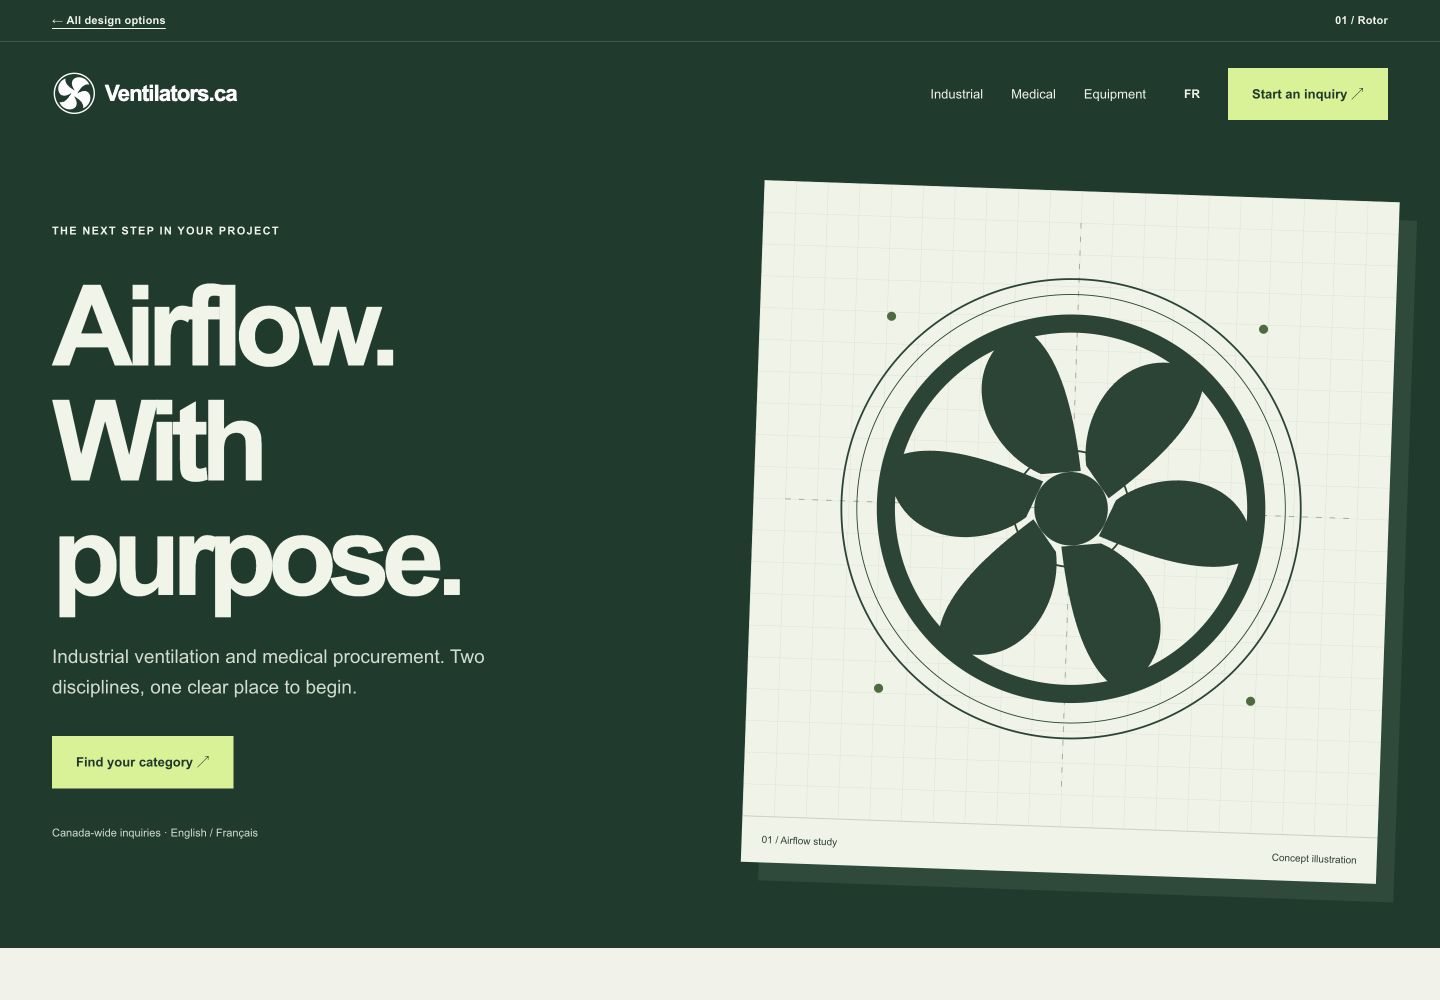 ← All design options
01 / Rotor
Ventilators.ca
Industrial
Medical
Equipment
FR
Start an inquiry ↗
THE NEXT STEP IN YOUR PROJECT
Airflow.
With
purpose.
Industrial ventilation and medical procurement. Two
disciplines, one clear place to begin.
Find your category ↗
Canada-wide inquiries · English / Français
01 / Airflow study
Concept illustration